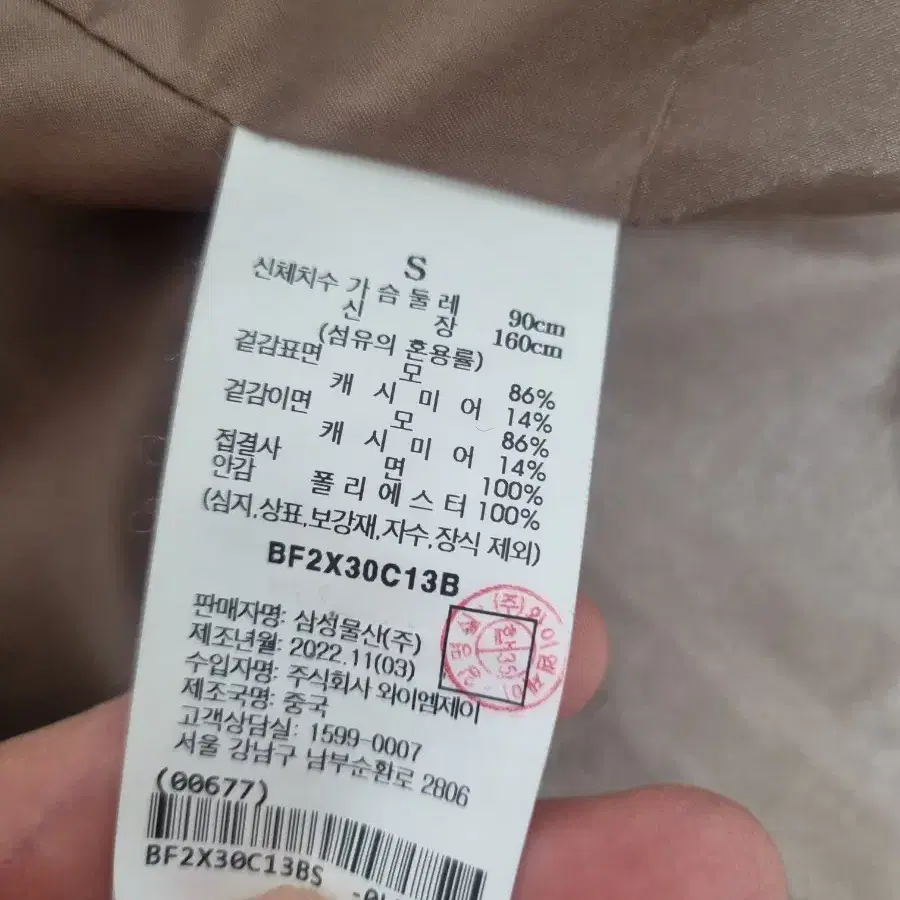 S
신체치수 가슴둘레 90cm
신장 160cm
(섬유의 혼용률)
겉감표면 모 86%
캐시미어 14%
겉감이면 모 86%
캐시미어 14%
접결사 면 100%
안감 폴리에스터 100%
(심지,상표,보강재,자수,장식 제외)
BF2X30C13B
판매자명: 삼성물산(주)
제조년월: 2022.11(03)
수입자명: 주식회사 와이엠제이
제조국명: 중국
고객상담실: 1599-0007
서울 강남구 남부순환로 2806
(00677)
BF2X30C13BS
(주)와이엠제이